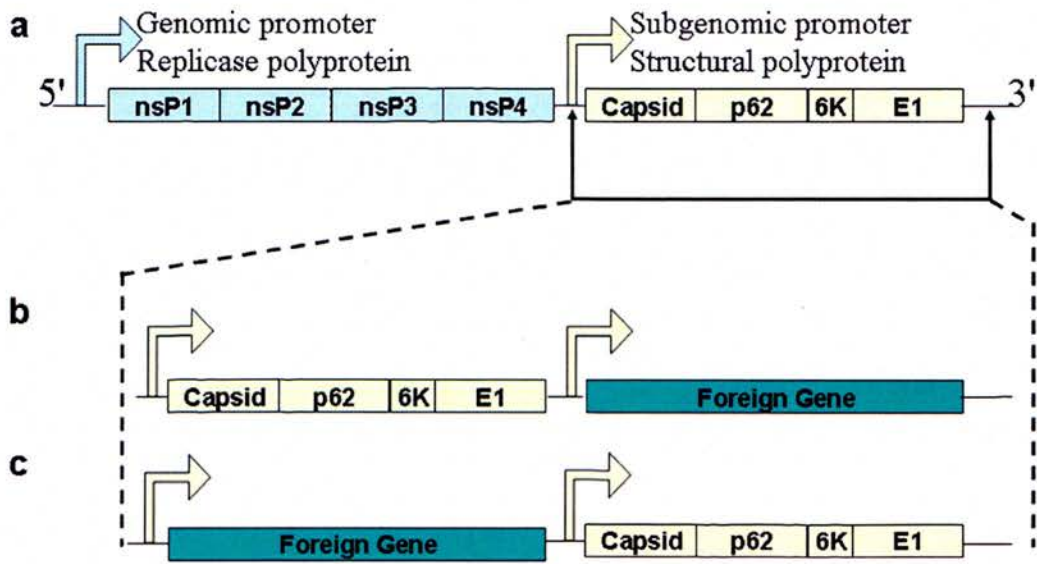 a
Genomic promoter
Replicase polyprotein
Subgenomic promoter
Structural polyprotein
5'
nsP1 nsP2 nsP3 nsP4 Capsid p62 6K E1
3'
b
Capsid p62 6K E1 Foreign Gene
c
Foreign Gene Capsid p62 6K E1